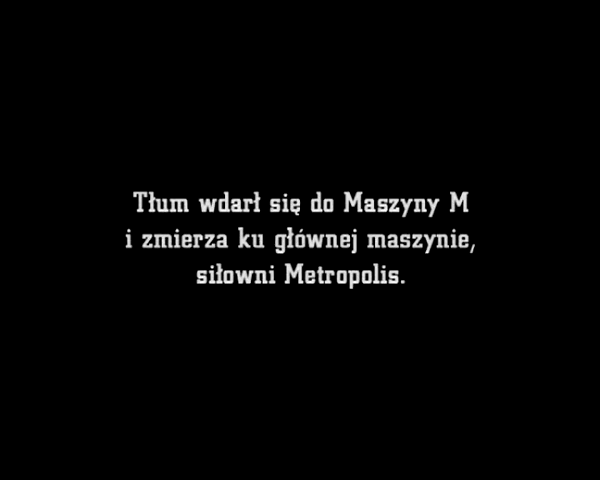 Tłum wdarł się do Maszyny M
i zmierza ku głównej maszynie,
siłowni Metropolis.